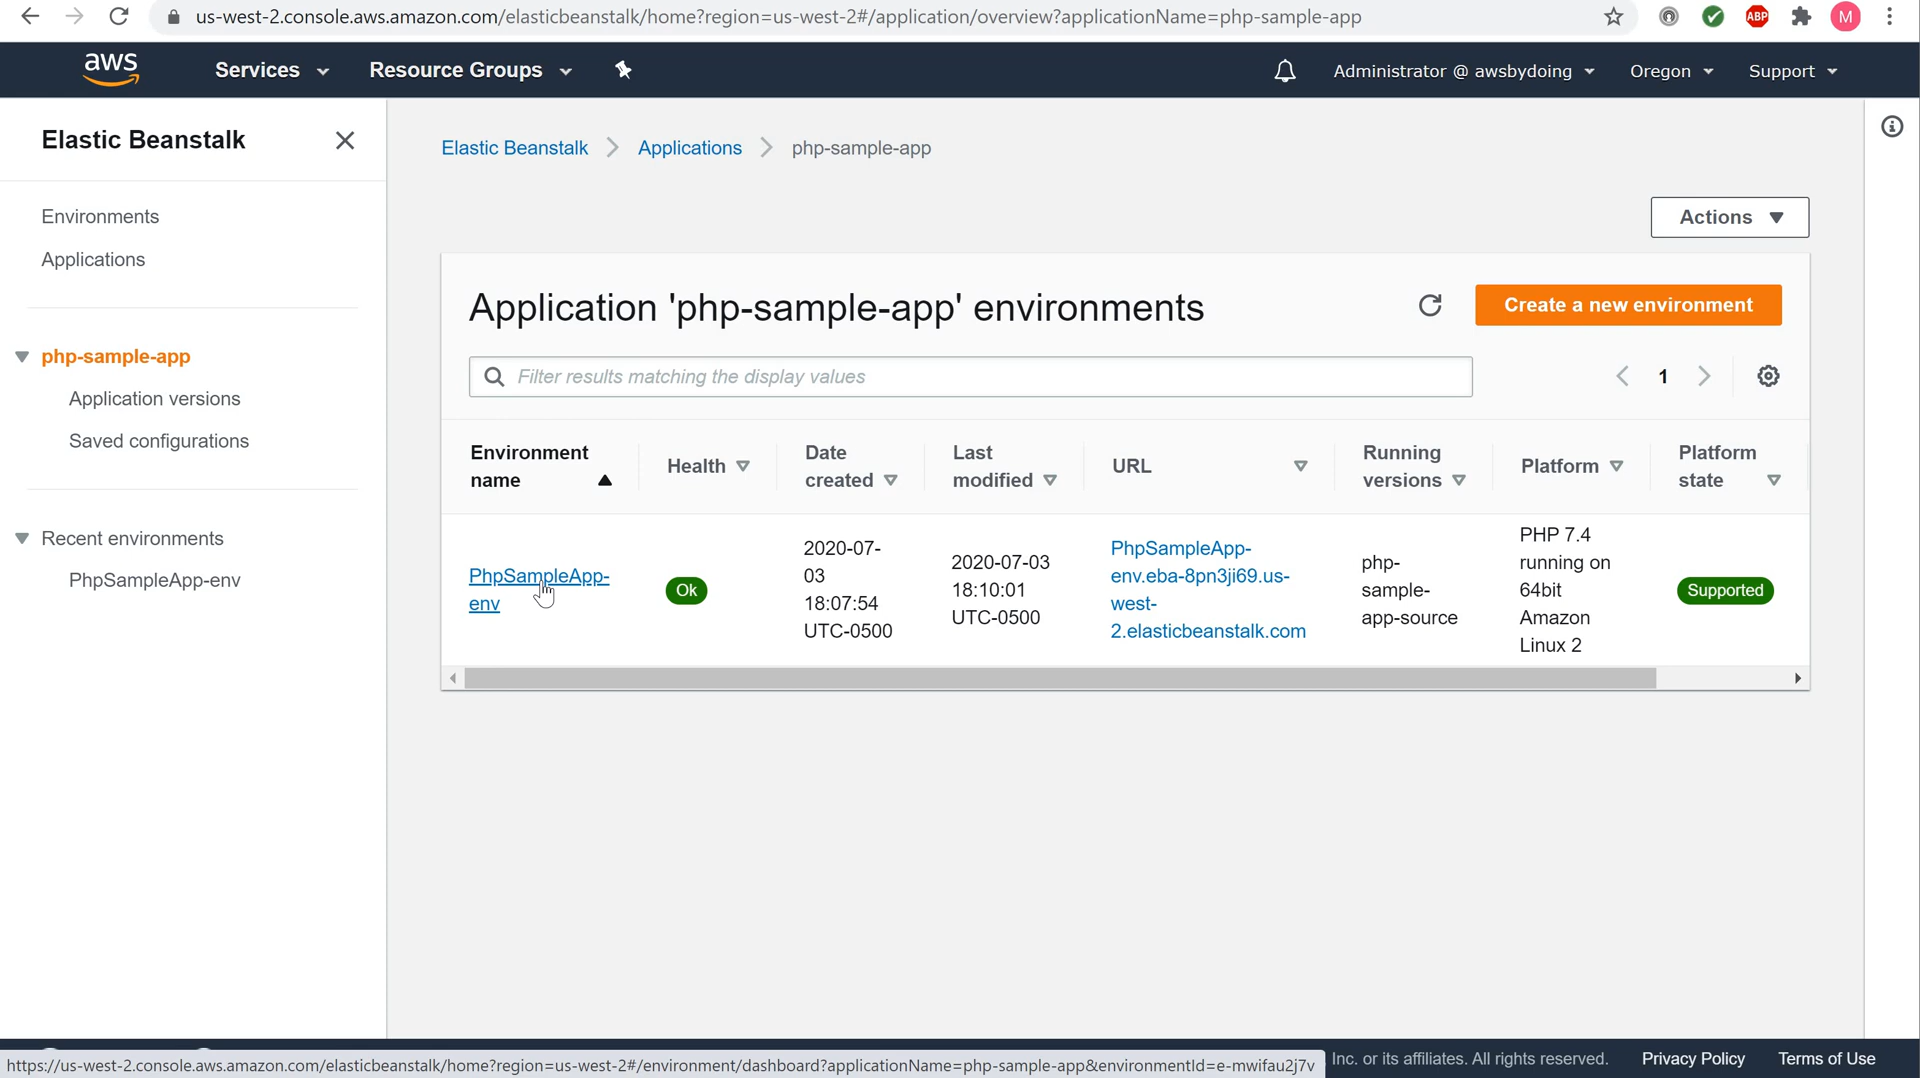 us-west-2.console.aws.amazon.com/elasticbeanstalk/home?region=us-west-2#/application/overview?applicationName=php-sample-app
ABP
M
aws
Services
Resource Groups
Administrator @ awsbydoing
Oregon
Support
Elastic Beanstalk
Environments
Applications
php-sample-app
Application versions
Saved configurations
Recent environments
PhpSampleApp-env
Elastic Beanstalk
Applications
php-sample-app
Actions
Application 'php-sample-app' environments
Create a new environment
Filter results matching the display values
1
Environment
name
Health
Date
created
Last
modified
URL
Running
versions
Platform
Platform
state
PhpSampleApp-
env
Ok
2020-07-
03
18:07:54
UTC-0500
2020-07-03
18:10:01
UTC-0500
PhpSampleApp-
env.eba-8pn3ji69.us-
west-
2.elasticbeanstalk.com
php-
sample-
app-source
PHP 7.4
running on
64bit
Amazon
Linux 2
Supported
https://us-west-2.console.aws.amazon.com/elasticbeanstalk/home?region=us-west-2#/environment/dashboard?applicationName=php-sample-app&environmentId=e-mwifau2j7v
Inc. or its affiliates. All rights reserved.
Privacy Policy
Terms of Use